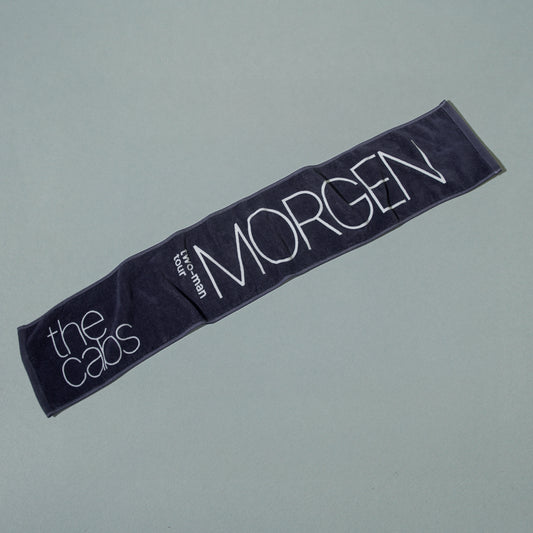 the
cabs
two-man
tour
MORGEN